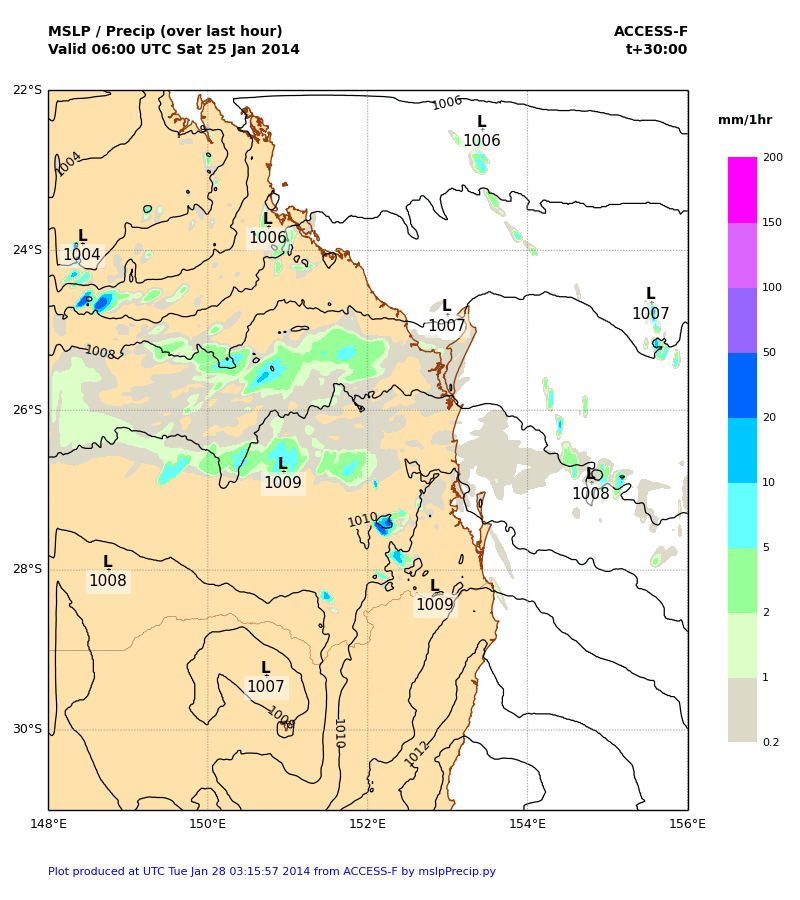 MSLP / Precip (over last hour)
ACCESS-F
Valid 06:00 UTC Sat 25 Jan 2014
t+30:00
22°S
24°S
26°S
28°S
30°S
148°E
150°E
152°E
154°E
156°E
mm/1hr
200
150
100
50
20
10
5
2
1
0.2
1006
L
1006
1004
L
1004
L
1006
L
1007
L
1007
1008
L
1009
L
1008
1010
L
1008
L
1009
L
1007
1008
1010
1012
Plot produced at UTC Tue Jan 28 03:15:57 2014 from ACCESS-F by mslpPrecip.py